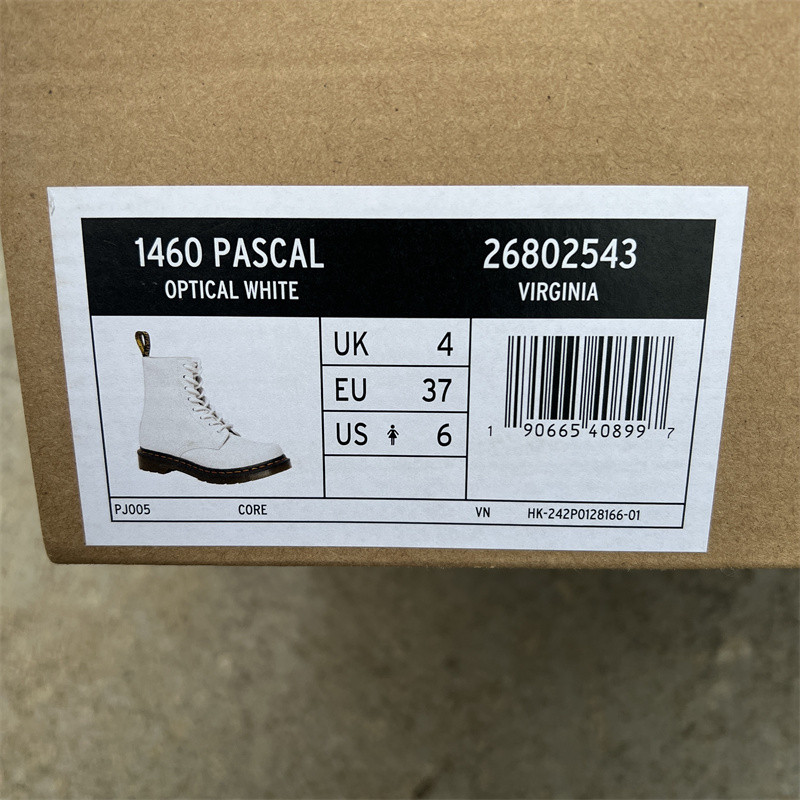 1460 PASCAL
OPTICAL WHITE
26802543
VIRGINIA
UK 4
EU 37
US 6
1 90665 40899 7
PJ005 CORE VN HK-242P0128166-01